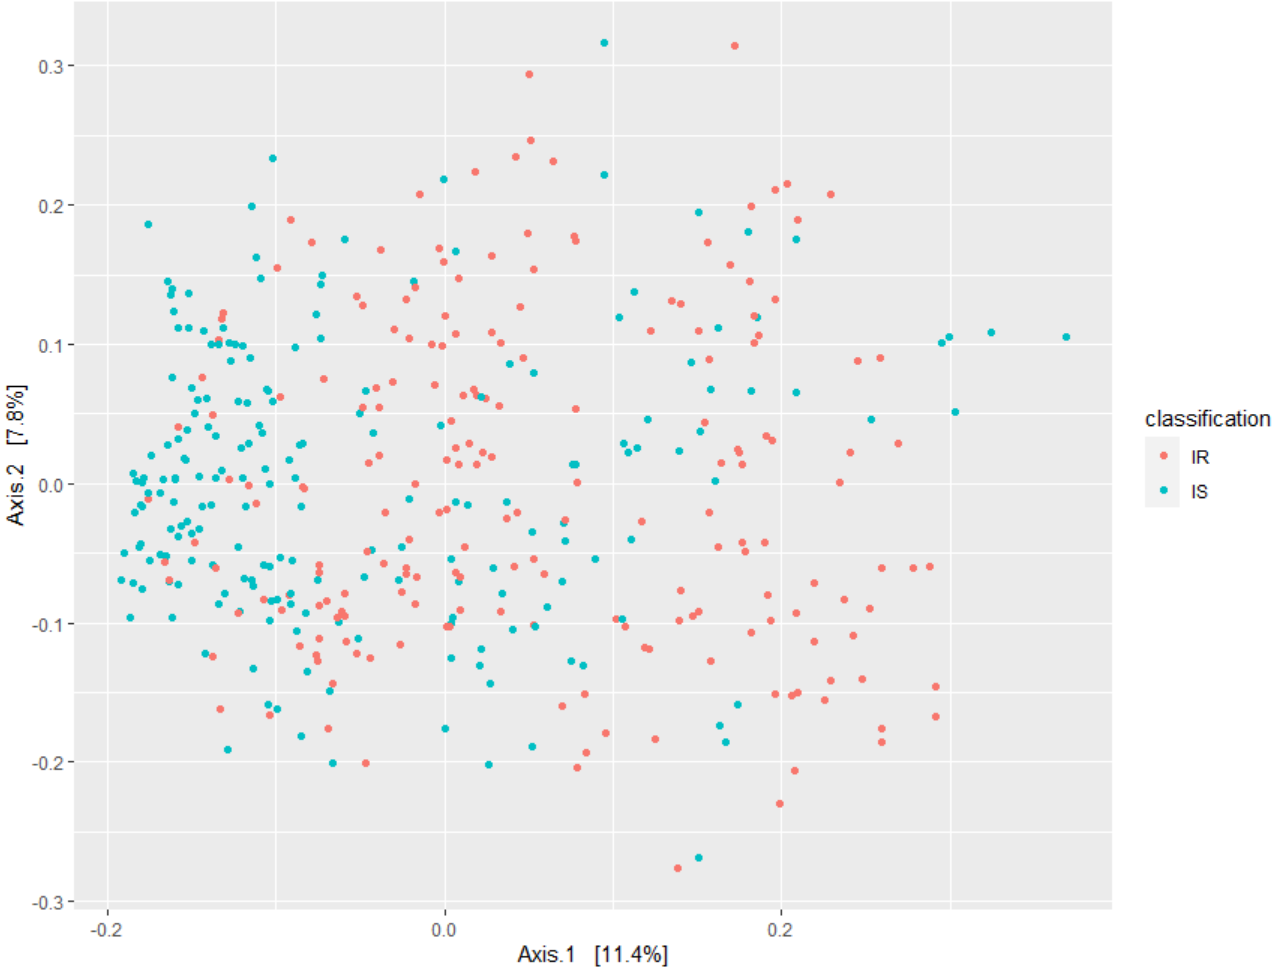 0.3
0.2
0.1
0.0
-0.1
-0.2
-0.3
Axis.2 [7.8%]
-0.2
0.0
0.2
Axis.1 [11.4%]
classification
IR
IS